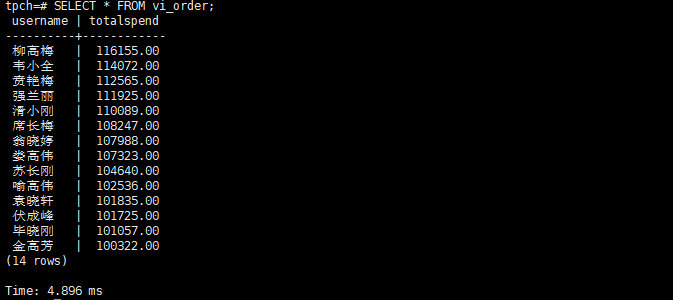 tpch=# SELECT * FROM vi_order;
 username | totalspend
----------+------------
 柳高梅   |  116155.00
 韦小全   |  114072.00
 贲艳梅   |  112565.00
 强兰丽   |  111925.00
 滑小刚   |  110089.00
 席长梅   |  108247.00
 翁晓婷   |  107988.00
 娄高伟   |  107323.00
 苏长刚   |  104640.00
 喻高伟   |  102536.00
 袁晓轩   |  101835.00
 伏成峰   |  101725.00
 毕晓刚   |  101057.00
 金高芳   |  100322.00
(14 rows)
Time: 4.896 ms